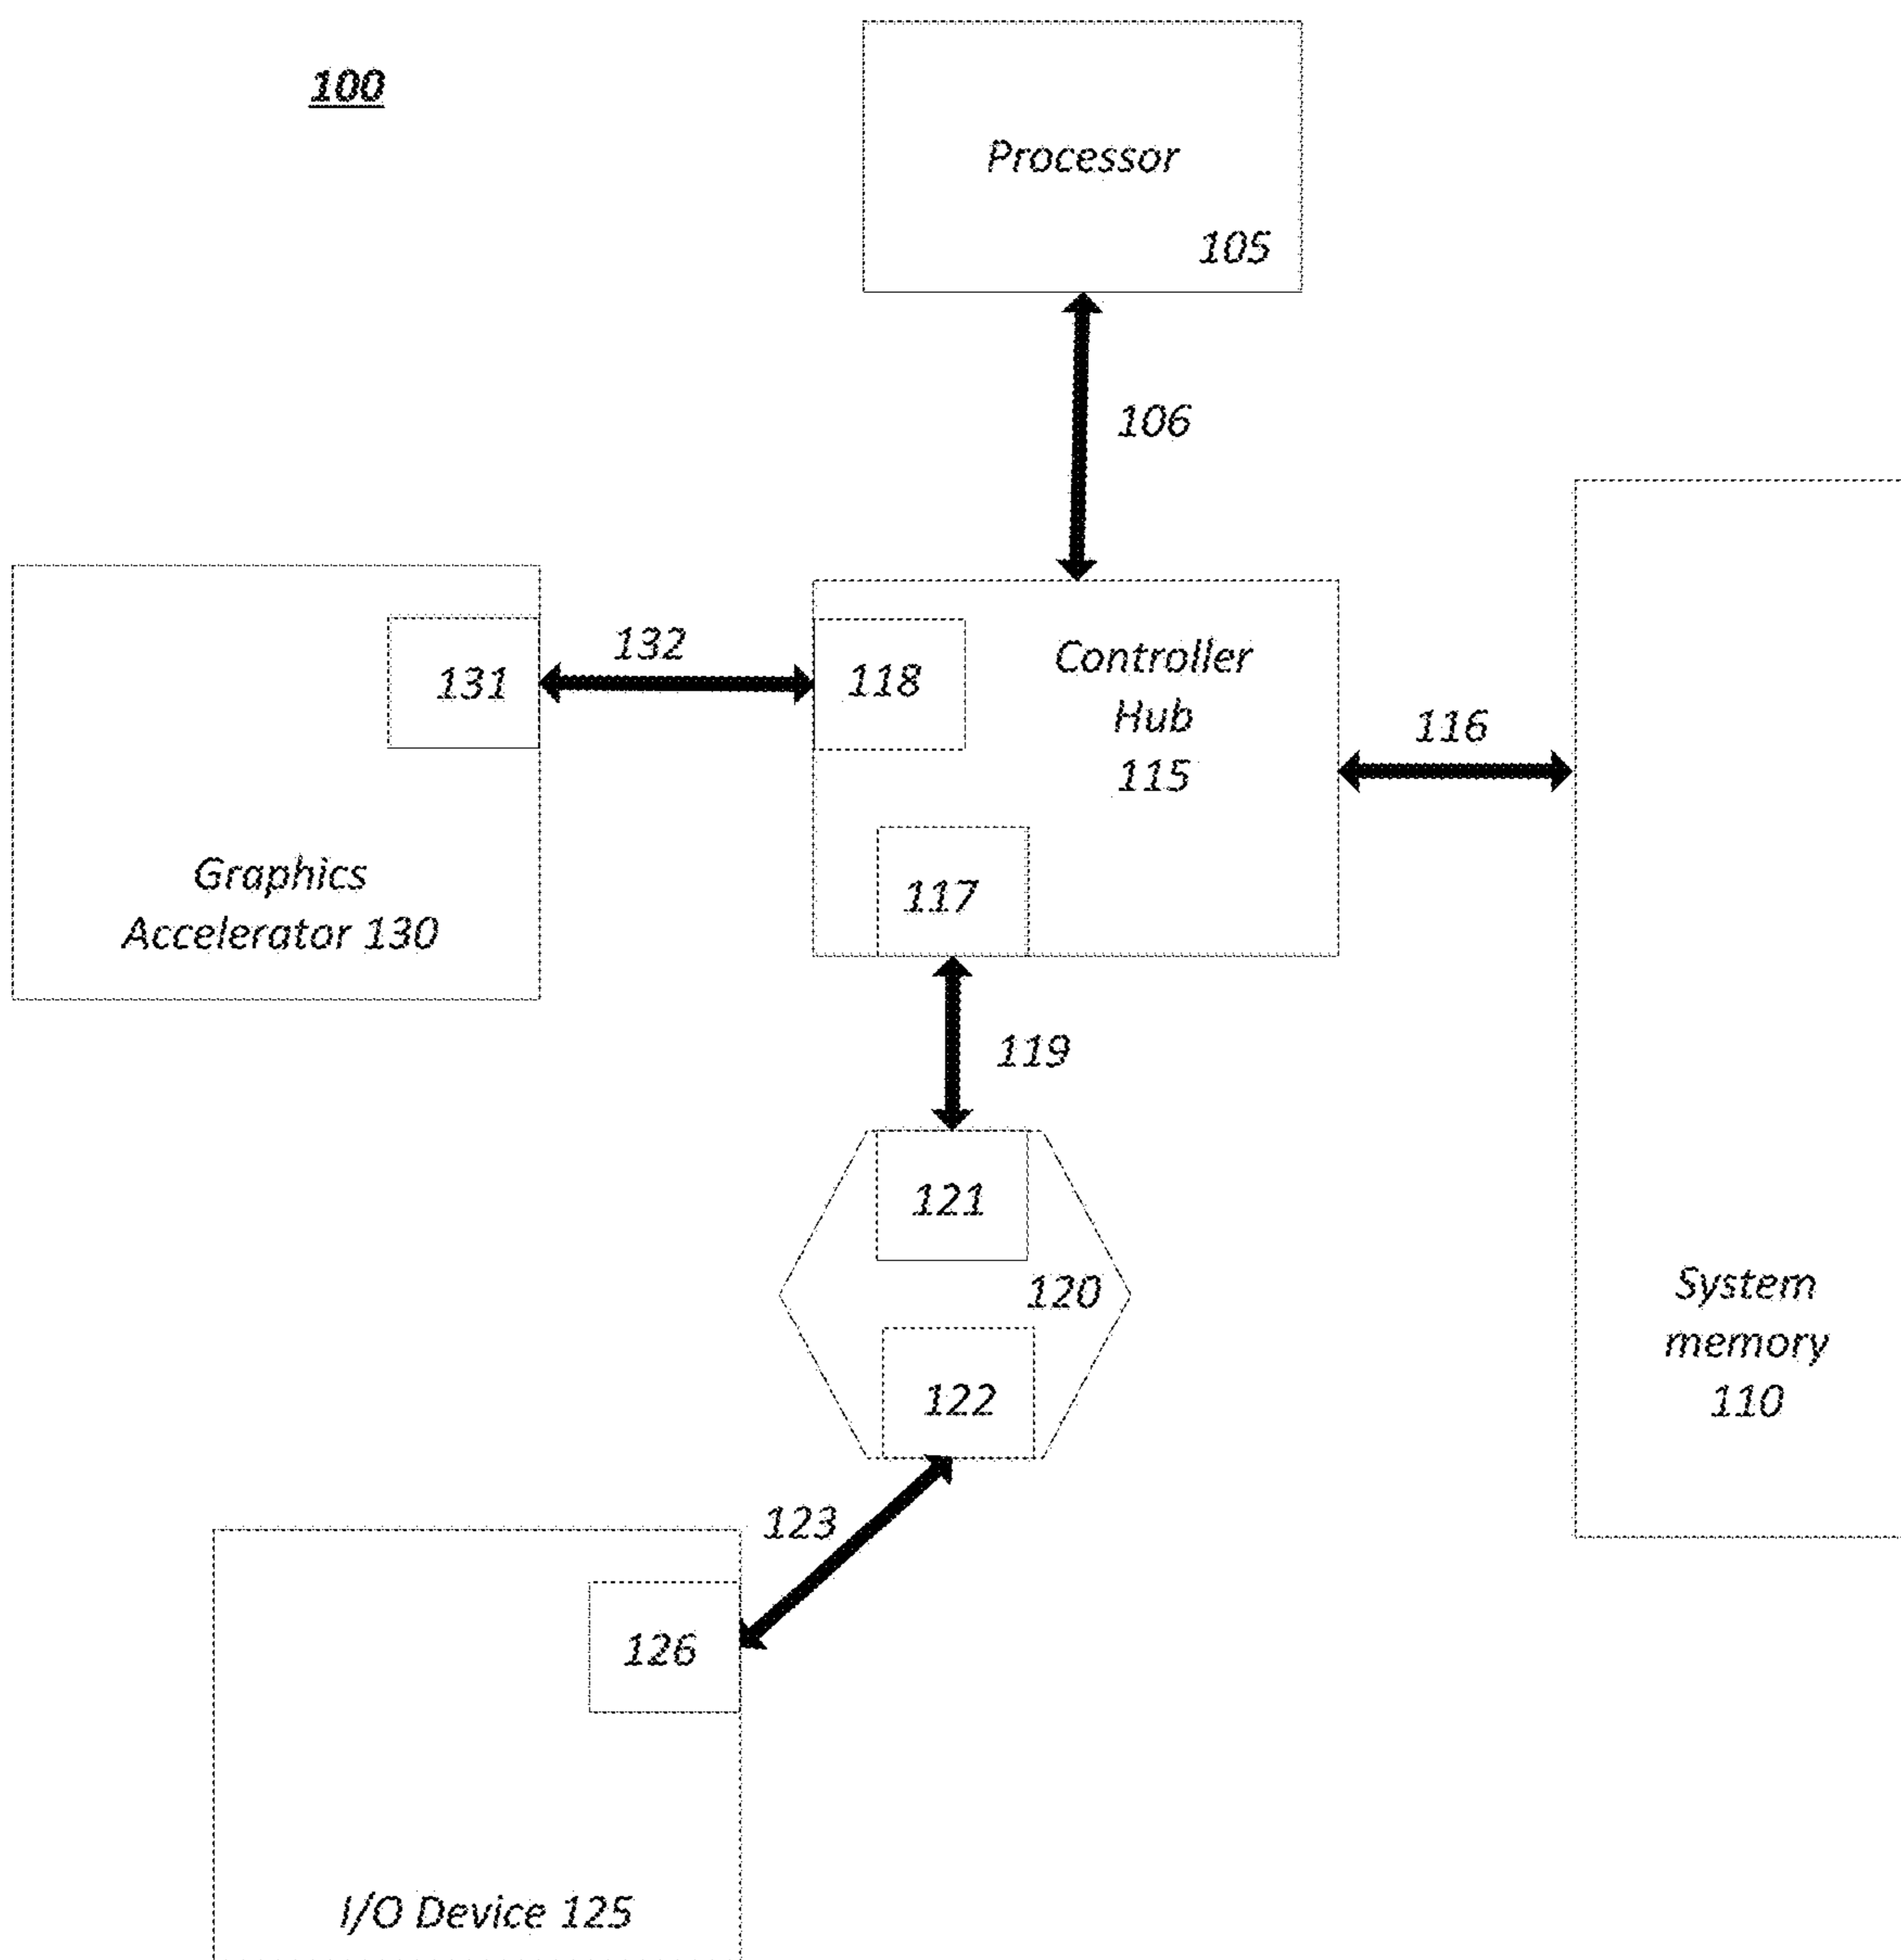 100
Processor
105
106
132
131
118
Controller
Hub
115
116
Graphics
Accelerator 130
117
119
121
120
122
System
memory
110
123
126
I/O Device 125